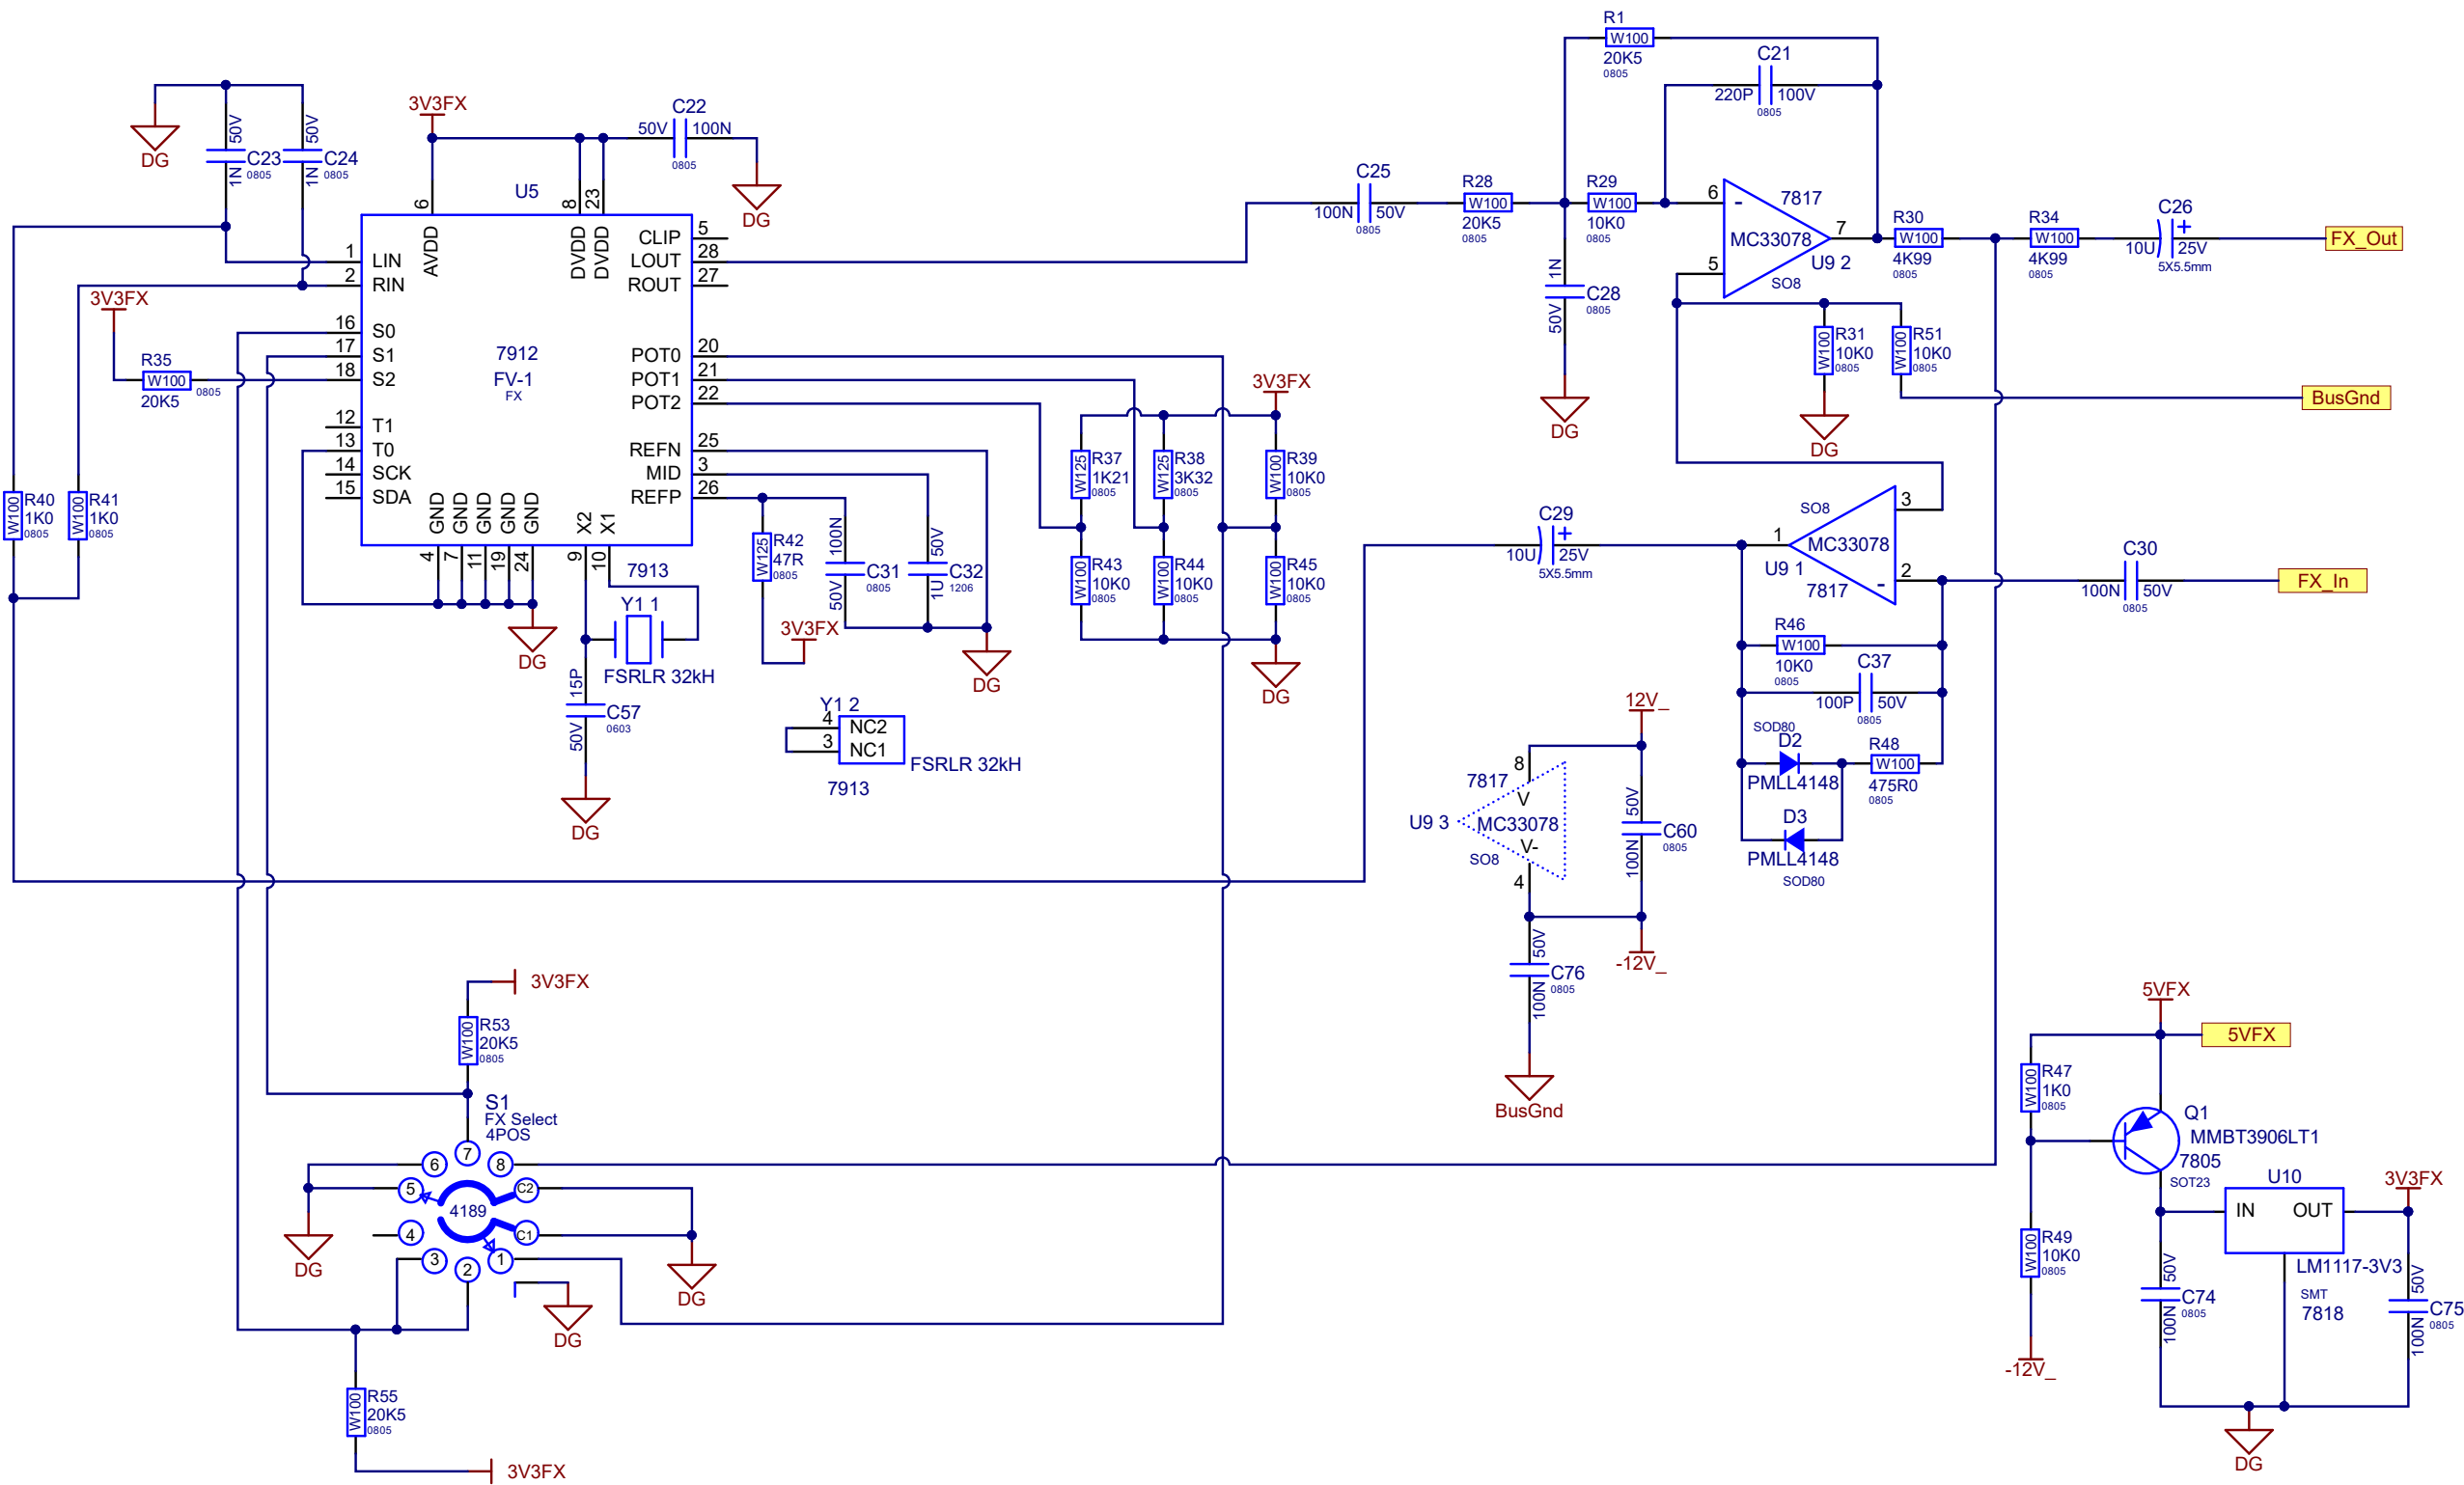 R1
W100
20K5
0805
C21
220P 100V
0805
3V3FX
C22
50V 100N
0805
DG
DG
50V
C23
0805
1N
50V
C24
0805
1N
U5
6
8
23
AVDD
DVDD
DVDD
1 LIN
2 RIN
16 S0
17 S1
18 S2
12 T1
13 T0
14 SCK
15 SDA
CLIP 5
LOUT 28
ROUT 27
POT0 20
POT1 21
POT2 22
REFN 25
MID 3
REFP 26
7912
FV-1
FX
GND
GND
GND
GND
GND
X2
X1
4
7
11
19
24
9
10
3V3FX
R35
W100
20K5
0805
R40
W100
1K0
0805
R41
W100
1K0
0805
DG
7913
Y1 1
FSRLR 32kH
15P
C57
0603
50V
DG
R42
W125
47R
0805
3V3FX
100N
C31
0805
50V
50V
C32
1206
1U
DG
Y1 2
4 NC2
3 NC1
FSRLR 32kH
7913
3V3FX
R37
W125
1K21
0805
R38
W125
3K32
0805
R39
W100
10K0
0805
R43
W100
10K0
0805
R44
W100
10K0
0805
R45
W100
10K0
0805
DG
C25
100N 50V
0805
R28
W100
20K5
0805
R29
W100
10K0
0805
1N
C28
0805
50V
DG
6
-
7817
MC33078
7
5
U9 2
SO8
R30
W100
4K99
0805
R34
W100
4K99
0805
C26
+
10U 25V
5X5.5mm
FX_Out
R31
W100
10K0
0805
R51
W100
10K0
0805
DG
BusGnd
C29
+
10U 25V
5X5.5mm
SO8
3
1
MC33078
2
-
U9 1
7817
C30
100N 50V
0805
FX_In
R46
W100
10K0
0805
C37
100P 50V
0805
SOD80
D2
PMLL4148
R48
W100
475R0
0805
D3
PMLL4148
SOD80
12V_
8
7817
V
U9 3
MC33078
V-
SO8
4
50V
C60
0805
100N
-12V_
50V
C76
0805
100N
BusGnd
3V3FX
R53
W100
20K5
0805
S1
FX Select
4POS
7
6
8
5
C2
4189
4
C1
3
2
1
DG
DG
DG
R55
W100
20K5
0805
3V3FX
5VFX
5VFX
R47
W100
1K0
0805
Q1
MMBT3906LT1
7805
SOT23
R49
W100
10K0
0805
-12V_
U10
IN OUT
LM1117-3V3
SMT
7818
3V3FX
50V
C74
0805
100N
50V
C75
0805
100N
DG